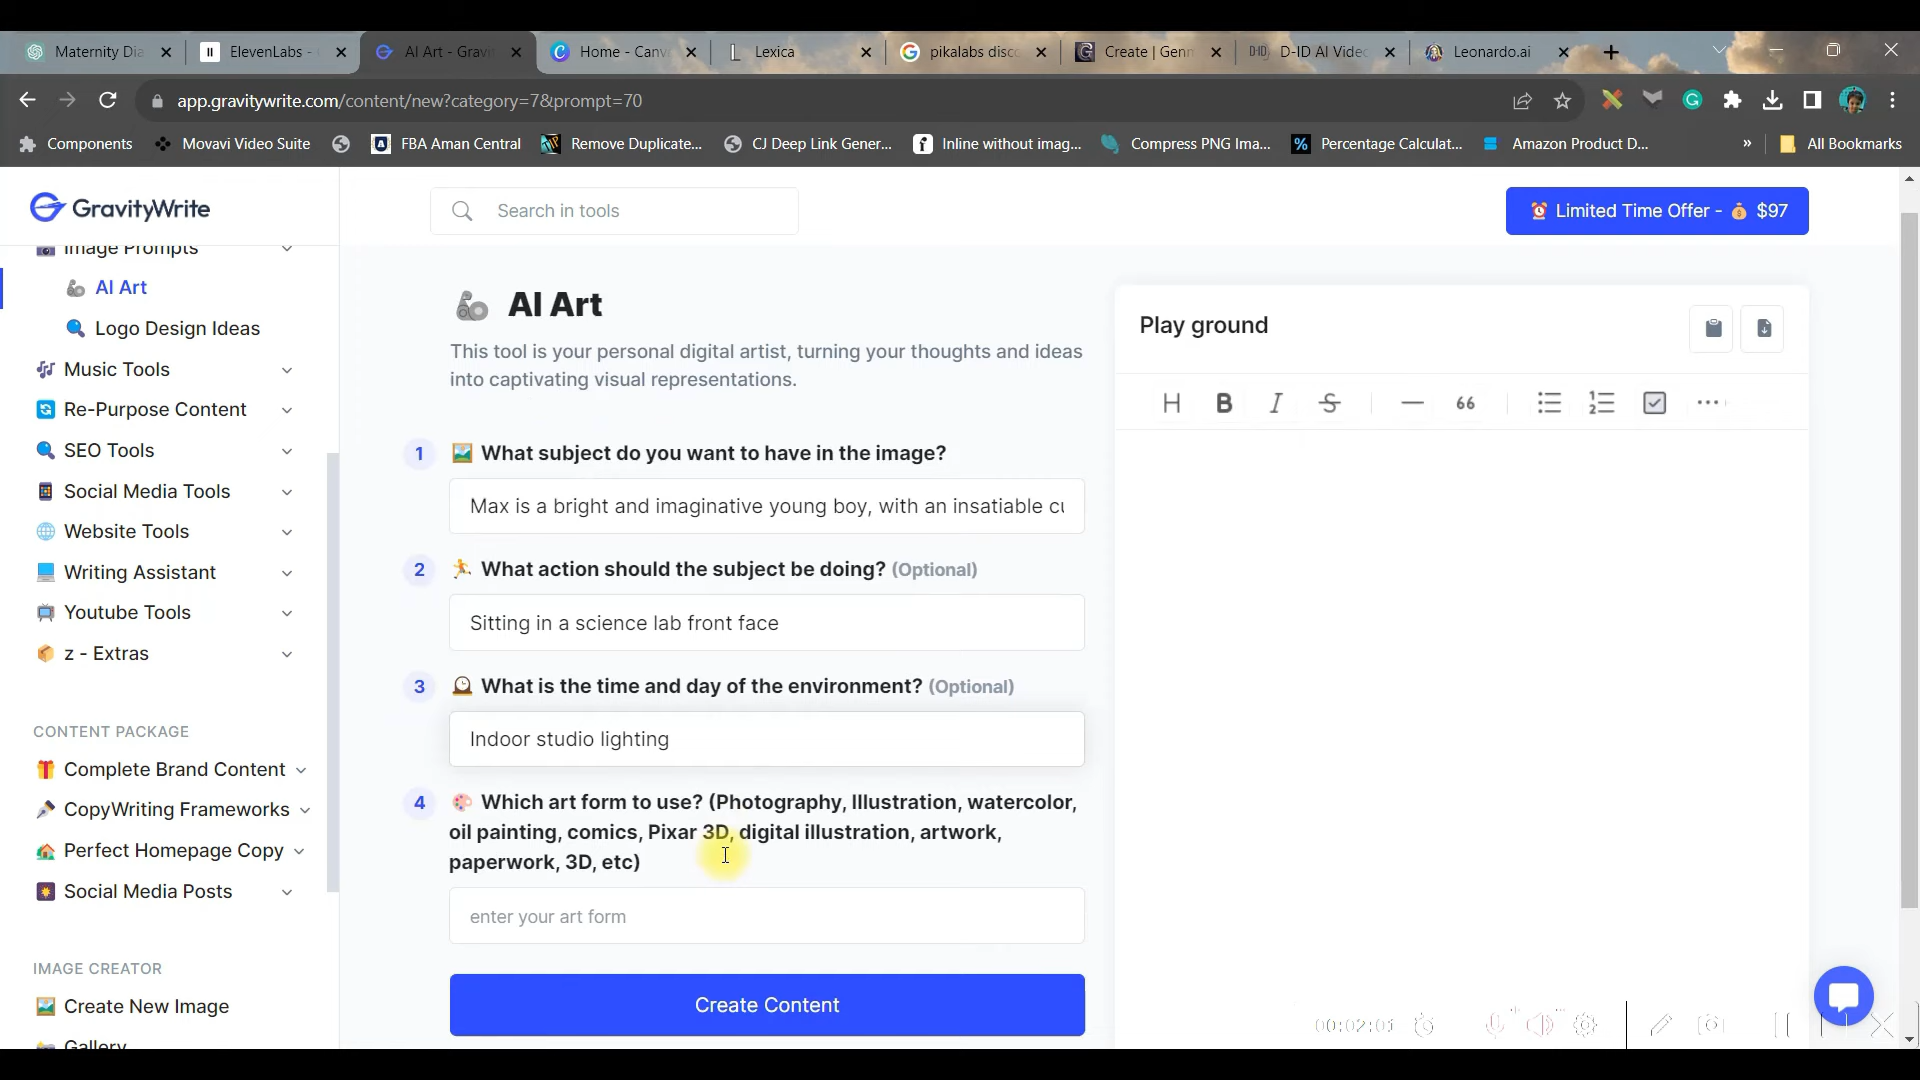 Maternity Dia
ElevenLabs -
AI Art - Gravi
Home - Canv
Lexica
pikalabs disc
Create | Genm
D-ID AI Video
Leonardo.ai
app.gravitywrite.com/content/new?category=7&prompt=70
Components
Movavi Video Suite
FBA Aman Central
Remove Duplicate...
CJ Deep Link Gener...
Inline without imag...
Compress PNG Ima...
Percentage Calculat...
Amazon Product D...
»
All Bookmarks
GravityWrite
Search in tools
Limited Time Offer - $97
Image Prompts
AI Art
Logo Design Ideas
Music Tools
Re-Purpose Content
SEO Tools
Social Media Tools
Website Tools
Writing Assistant
Youtube Tools
z - Extras
CONTENT PACKAGE
Complete Brand Content
CopyWriting Frameworks
Perfect Homepage Copy
Social Media Posts
IMAGE CREATOR
Create New Image
Gallery
AI Art
This tool is your personal digital artist, turning your thoughts and ideas
into captivating visual representations.
1 What subject do you want to have in the image?
Max is a bright and imaginative young boy, with an insatiable cu
2 What action should the subject be doing? (Optional)
Sitting in a science lab front face
3 What is the time and day of the environment? (Optional)
Indoor studio lighting
4 Which art form to use? (Photography, Illustration, watercolor,
oil painting, comics, Pixar 3D, digital illustration, artwork,
paperwork, 3D, etc)
enter your art form
Create Content
Play ground
H B I S
00:02:01